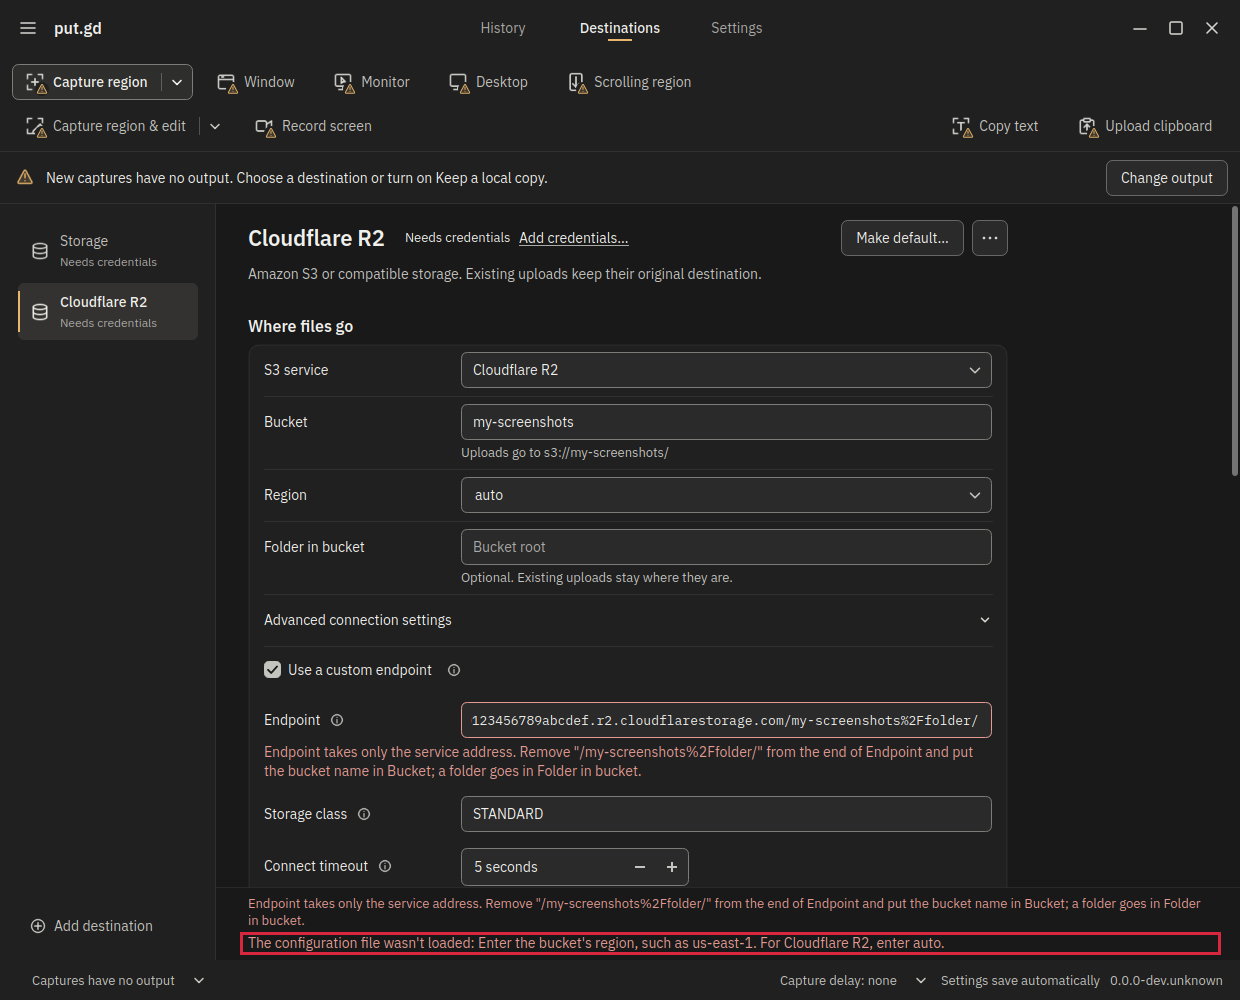 put.gd
History
Destinations
Settings
Capture region
Window
Monitor
Desktop
Scrolling region
Capture region & edit
Record screen
Copy text
Upload clipboard
New captures have no output. Choose a destination or turn on Keep a local copy.
Change output
Storage
Needs credentials
Cloudflare R2
Needs credentials
Cloudflare R2
Needs credentials
Add credentials...
Make default...
Amazon S3 or compatible storage. Existing uploads keep their original destination.
Where files go
S3 service
Cloudflare R2
Bucket
my-screenshots
Uploads go to s3://my-screenshots/
Region
auto
Folder in bucket
Bucket root
Optional. Existing uploads stay where they are.
Advanced connection settings
Use a custom endpoint
Endpoint
123456789abcdef.r2.cloudflarestorage.com/my-screenshots%2Ffolder/
Endpoint takes only the service address. Remove "/my-screenshots%2Ffolder/" from the end of Endpoint and put
the bucket name in Bucket; a folder goes in Folder in bucket.
Storage class
STANDARD
Connect timeout
5 seconds
Endpoint takes only the service address. Remove "/my-screenshots%2Ffolder/" from the end of Endpoint and put the bucket name in Bucket; a folder goes in Folder
in bucket.
The configuration file wasn't loaded: Enter the bucket's region, such as us-east-1. For Cloudflare R2, enter auto.
Add destination
Captures have no output
Capture delay: none
Settings save automatically
0.0.0-dev.unknown